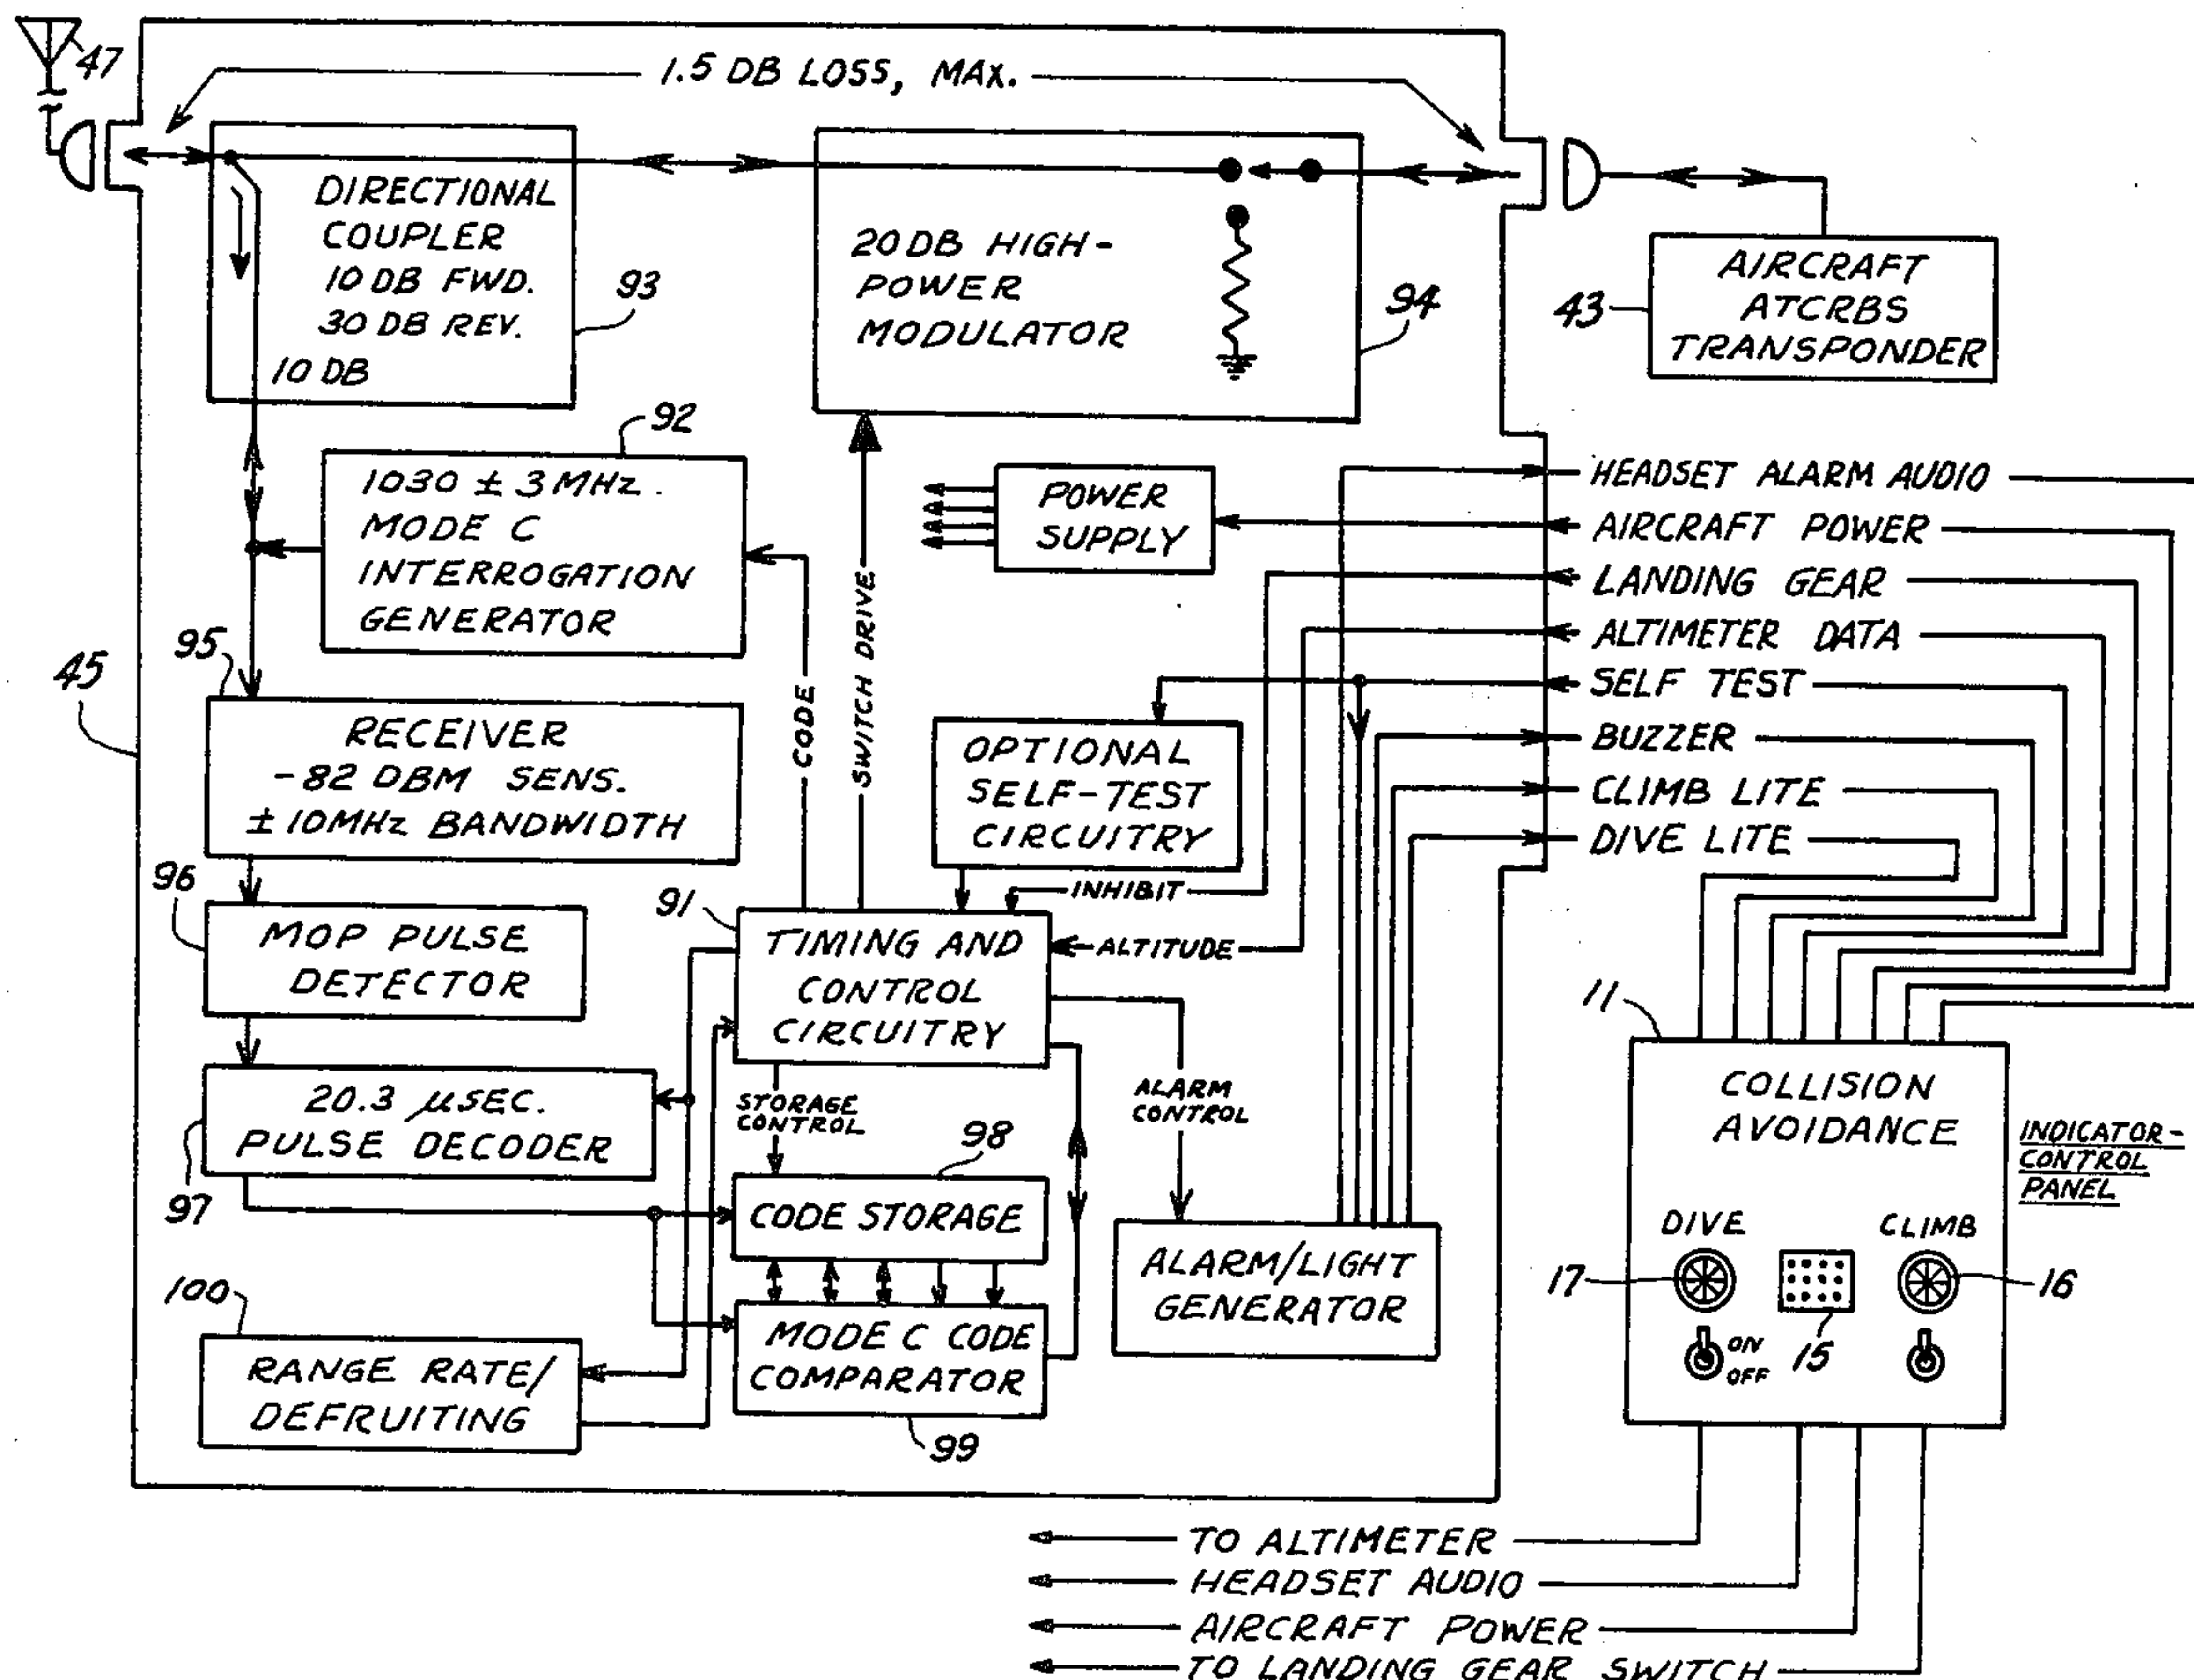 47
1.5 DB LOSS, MAX.
DIRECTIONAL
COUPLER
10 DB FWD.
30 DB REV.
10 DB
93
20 DB HIGH-
POWER
MODULATOR
94
43
AIRCRAFT
ATCRBS
TRANSPONDER
92
1030 ± 3 MHz.
MODE C
INTERROGATION
GENERATOR
POWER
SUPPLY
HEADSET ALARM AUDIO
AIRCRAFT POWER
LANDING GEAR
ALTIMETER DATA
SELF TEST
BUZZER
CLIMB LITE
DIVE LITE
45
95
RECEIVER
-82 DBM SENS.
± 10MHz BANDWIDTH
CODE
SWITCH DRIVE
OPTIONAL
SELF-TEST
CIRCUITRY
INHIBIT
96
MOP PULSE
DETECTOR
91
TIMING AND
CONTROL
CIRCUITRY
ALTITUDE
97
20.3 µSEC.
PULSE DECODER
STORAGE
CONTROL
ALARM
CONTROL
98
CODE STORAGE
MODE C CODE
COMPARATOR
99
100
RANGE RATE/
DEFRUITING
ALARM/LIGHT
GENERATOR
11
COLLISION
AVOIDANCE
INDICATOR-
CONTROL
PANEL
DIVE
CLIMB
17
16
15
ON
OFF
TO ALTIMETER
HEADSET AUDIO
AIRCRAFT POWER
TO LANDING GEAR SWITCH